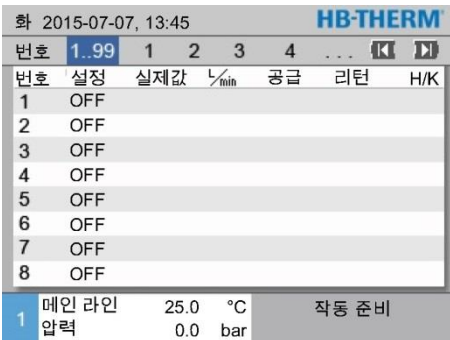 화 2015-07-07, 13:45 HB-THERM
번호 1..99 1 2 3 4 ...
번호 설정 실제값 L/min 공급 리턴 H/K
1 OFF
2 OFF
3 OFF
4 OFF
5 OFF
6 OFF
7 OFF
8 OFF
1 메인 라인 25.0 °C 작동 준비
압력 0.0 bar